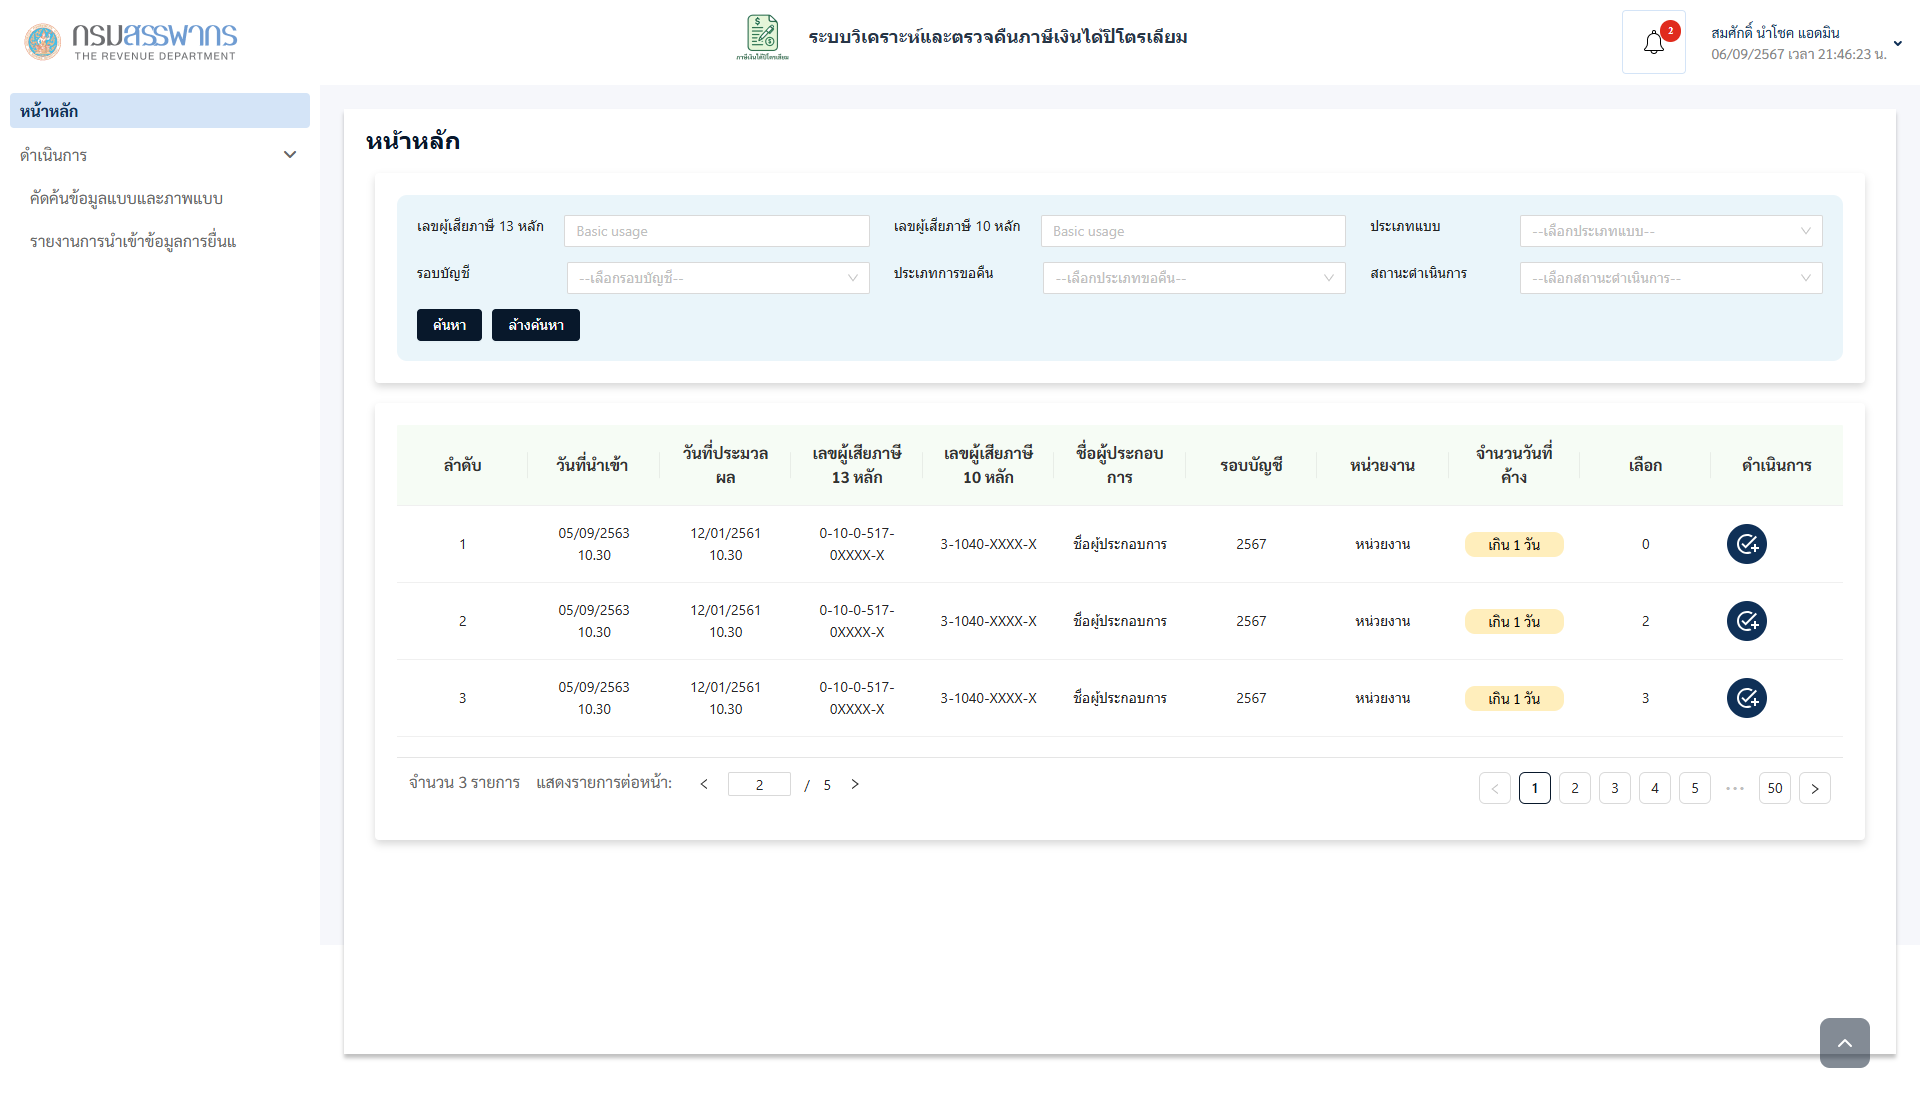 กรมสรรพากร
THE REVENUE DEPARTMENT
ภาษีเงินได้ปิโตรเลียม
ระบบวิเคราะห์และตรวจคืนภาษีเงินได้ปิโตรเลียม
2
สมศักดิ์ นำโชค แอดมิน
06/09/2567 เวลา 21:46:23 น.
หน้าหลัก
ดำเนินการ
คัดค้นข้อมูลแบบและภาพแบบ
รายงานการนำเข้าข้อมูลการยื่นแ
หน้าหลัก
เลขผู้เสียภาษี 13 หลัก Basic usage เลขผู้เสียภาษี 10 หลัก Basic usage ประเภทแบบ --เลือกประเภทแบบ--
รอบบัญชี --เลือกรอบบัญชี-- ประเภทการขอคืน --เลือกประเภทขอคืน-- สถานะดำเนินการ --เลือกสถานะดำเนินการ--
ค้นหา ล้างค้นหา
ลำดับ วันที่นำเข้า วันที่ประมวลผล เลขผู้เสียภาษี 13 หลัก เลขผู้เสียภาษี 10 หลัก ชื่อผู้ประกอบการ รอบบัญชี หน่วยงาน จำนวนวันที่ค้าง เลือก ดำเนินการ
1 05/09/2563 10.30 12/01/2561 10.30 0-10-0-517-0XXXX-X 3-1040-XXXX-X ชื่อผู้ประกอบการ 2567 หน่วยงาน เกิน 1 วัน 0
2 05/09/2563 10.30 12/01/2561 10.30 0-10-0-517-0XXXX-X 3-1040-XXXX-X ชื่อผู้ประกอบการ 2567 หน่วยงาน เกิน 1 วัน 2
3 05/09/2563 10.30 12/01/2561 10.30 0-10-0-517-0XXXX-X 3-1040-XXXX-X ชื่อผู้ประกอบการ 2567 หน่วยงาน เกิน 1 วัน 3
จำนวน 3 รายการ แสดงรายการต่อหน้า: < 2 / 5 > < 1 2 3 4 5 ••• 50 >